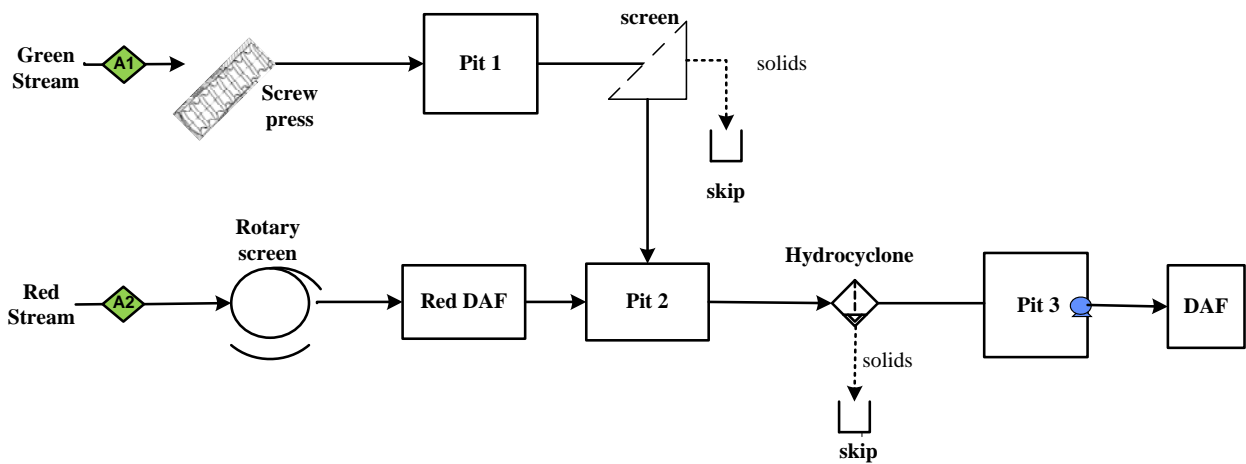 screen
Green
Stream
A1
Screw
press
Pit 1
solids
skip
Rotary
screen
Red
Stream
A2
Red DAF
Pit 2
Hydrocyclone
solids
skip
Pit 3
DAF